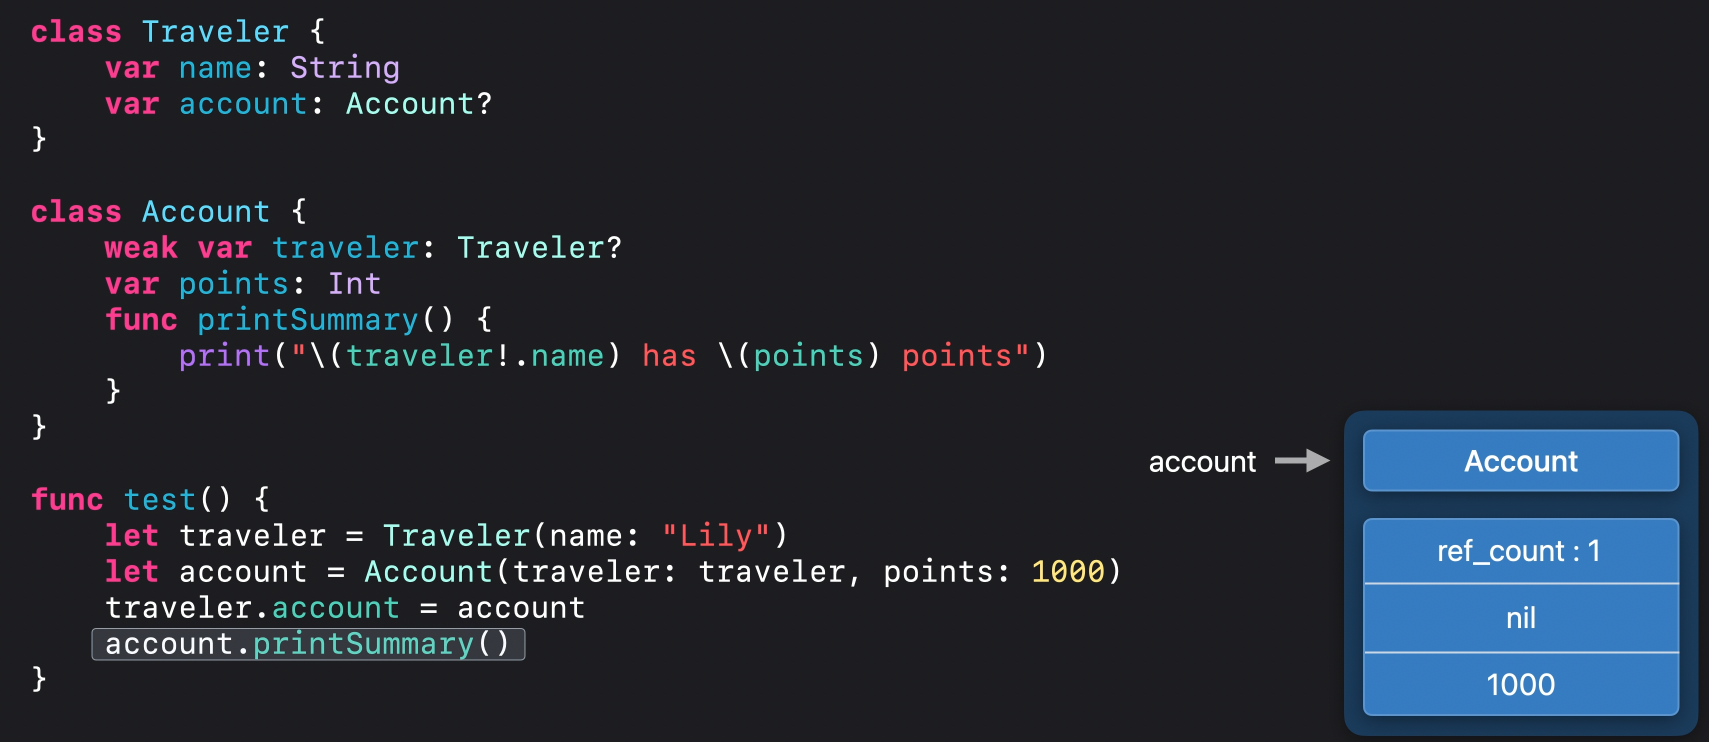 class Traveler {
    var name: String
    var account: Account?
}

class Account {
    weak var traveler: Traveler?
    var points: Int
    func printSummary() {
        print("\(traveler!.name) has \(points) points")
    }
}

func test() {
    let traveler = Traveler(name: "Lily")
    let account = Account(traveler: traveler, points: 1000)
    traveler.account = account
    account.printSummary()
}
account
Account
ref_count : 1
nil
1000